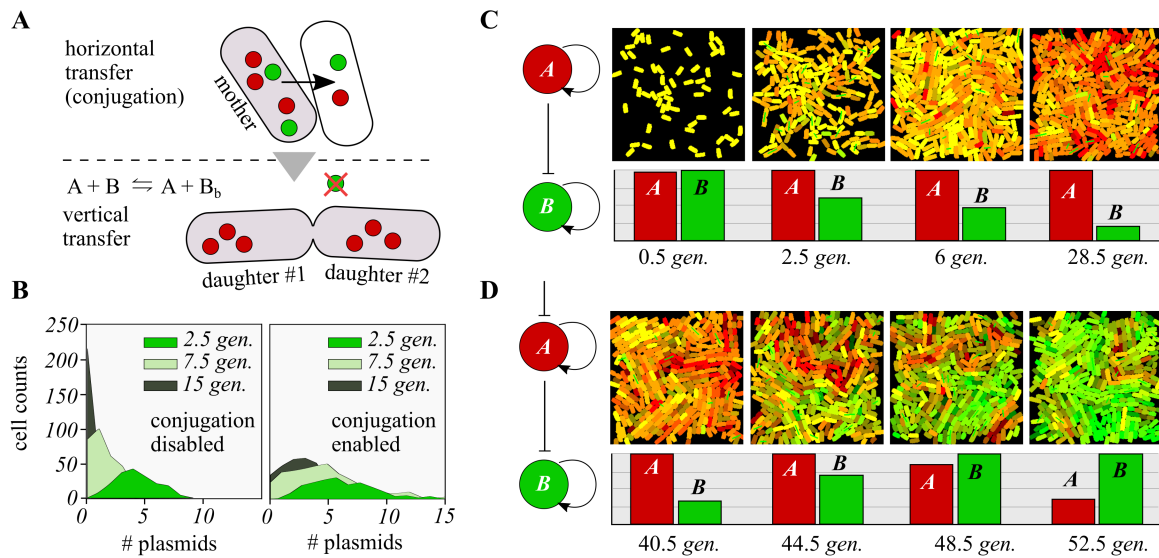 A
horizontal
transfer
(conjugation)
mother
A + B ⇋ A + B_b
vertical
transfer
daughter #1
daughter #2
B
cell counts
250
200
150
100
50
0
2.5 gen.
7.5 gen.
15 gen.
conjugation
disabled
2.5 gen.
7.5 gen.
15 gen.
conjugation
enabled
0
5
10
0
5
10
15
# plasmids
# plasmids
C
A
B
A
B
A
B
A
B
A
B
0.5 gen.
2.5 gen.
6 gen.
28.5 gen.
D
A
B
A
B
A
B
A
B
A
B
40.5 gen.
44.5 gen.
48.5 gen.
52.5 gen.